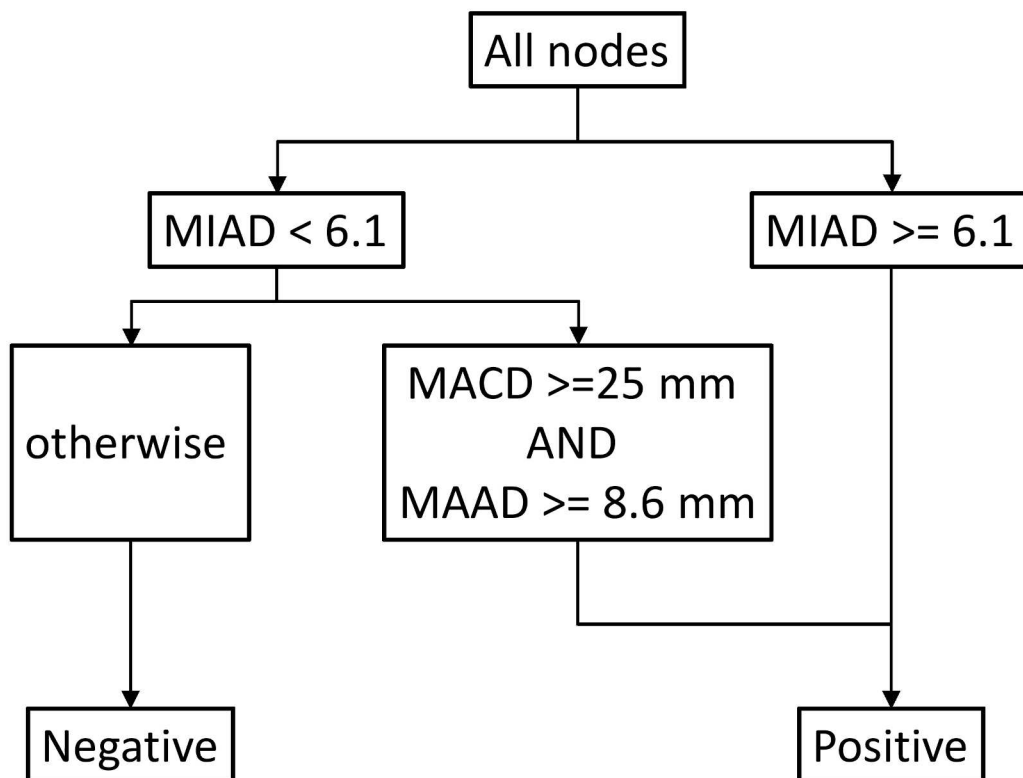 All nodes
MIAD < 6.1
MIAD >= 6.1
otherwise
MACD >=25 mm
AND
MAAD >= 8.6 mm
Negative
Positive